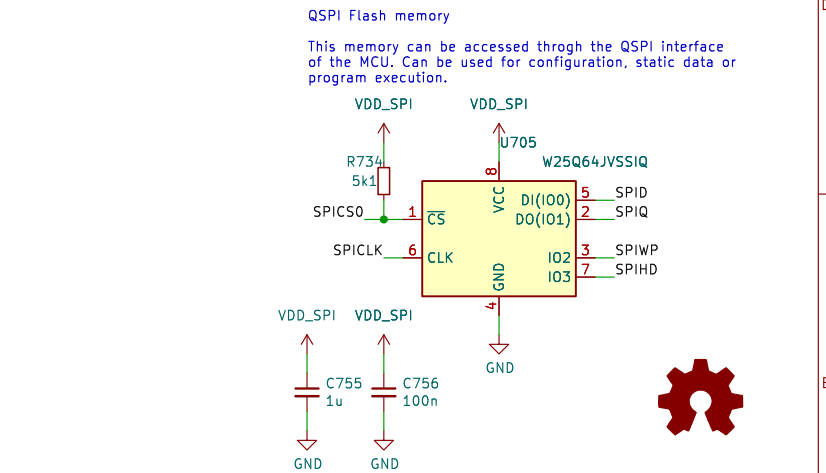 QSPI Flash memory
This memory can be accessed throgh the QSPI interface
of the MCU. Can be used for configuration, static data or
program execution.
VDD_SPI VDD_SPI
U705
R734 W25Q64JVSSIQ
5k1
8
VCC
SPICS0 1 CS
DI(IO0) 5 SPID
DO(IO1) 2 SPIQ
SPICLK 6 CLK
IO2 3 SPIWP
IO3 7 SPIHD
GND
4
GND
VDD_SPI VDD_SPI
C755 C756
1u 100n
GND GND